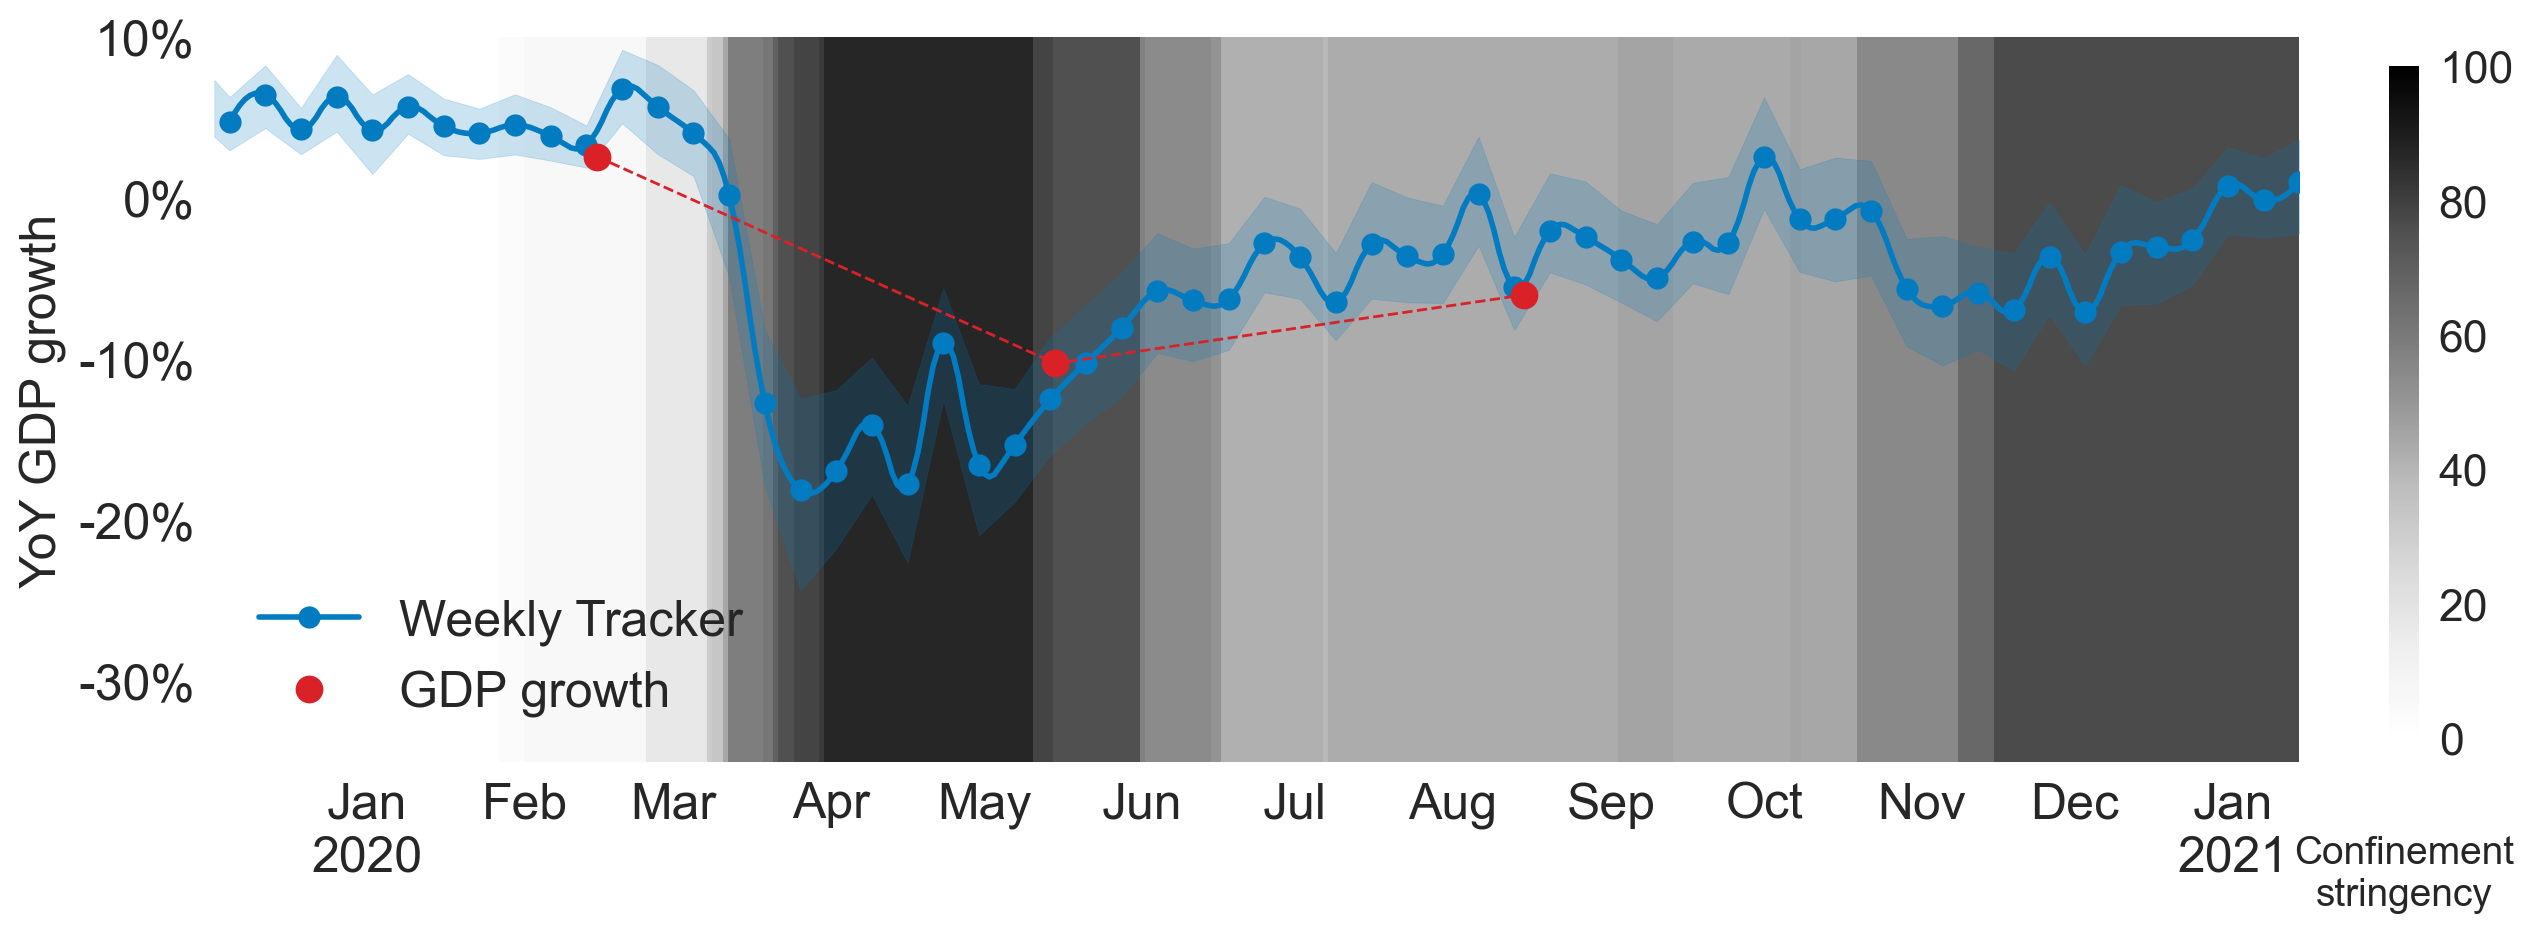 10%
0%
-10%
-20%
-30%
YoY GDP growth
Weekly Tracker
GDP growth
Jan Feb Mar Apr May Jun Jul Aug Sep Oct Nov Dec Jan
2020 2021
100
80
60
40
20
0
Confinement
stringency